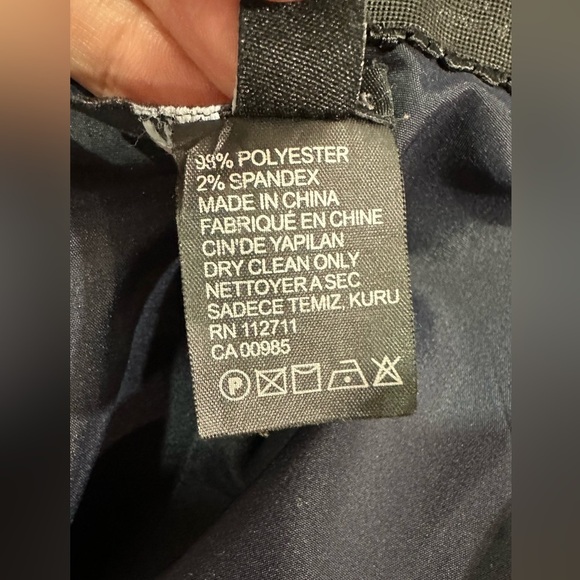 98% POLYESTER
2% SPANDEX
MADE IN CHINA
FABRIQUÉ EN CHINE
CIN'DE YAPILAN
DRY CLEAN ONLY
NETTOYER A SEC
SADECE TEMIZ. KURU
RN 112711
CA 00985
P